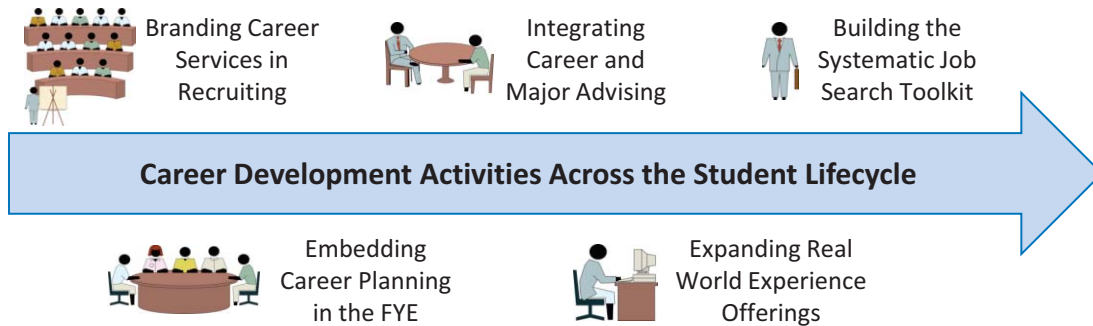 Branding Career
Services in
Recruiting
Integrating
Career and
Major Advising
Building the
Systematic Job
Search Toolkit
Career Development Activities Across the Student Lifecycle
Embedding
Career Planning
in the FYE
Expanding Real
World Experience
Offerings